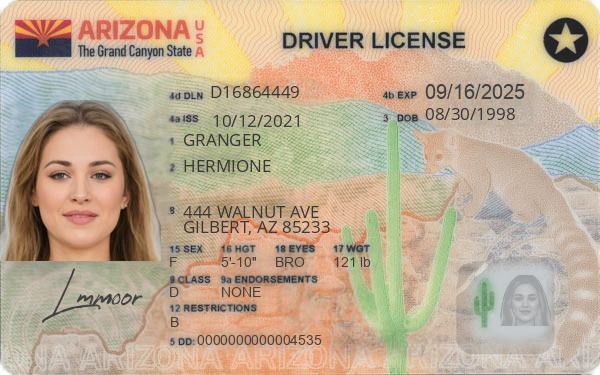 ARIZONA USA
The Grand Canyon State
DRIVER LICENSE
4d DLN D16864449
4b EXP 09/16/2025
4a ISS 10/12/2021
3 DOB 08/30/1998
1 GRANGER
2 HERMIONE
8 444 WALNUT AVE
GILBERT, AZ 85233
15 SEX 16 HGT 18 EYES 17 WGT
F 5'-10" BRO 121 lb
9 CLASS 9a ENDORSEMENTS
D NONE
12 RESTRICTIONS
B
Lmmoor
5 DD: 0000000000004535
ARIZONA ARIZONA ARIZONA ARIZONA